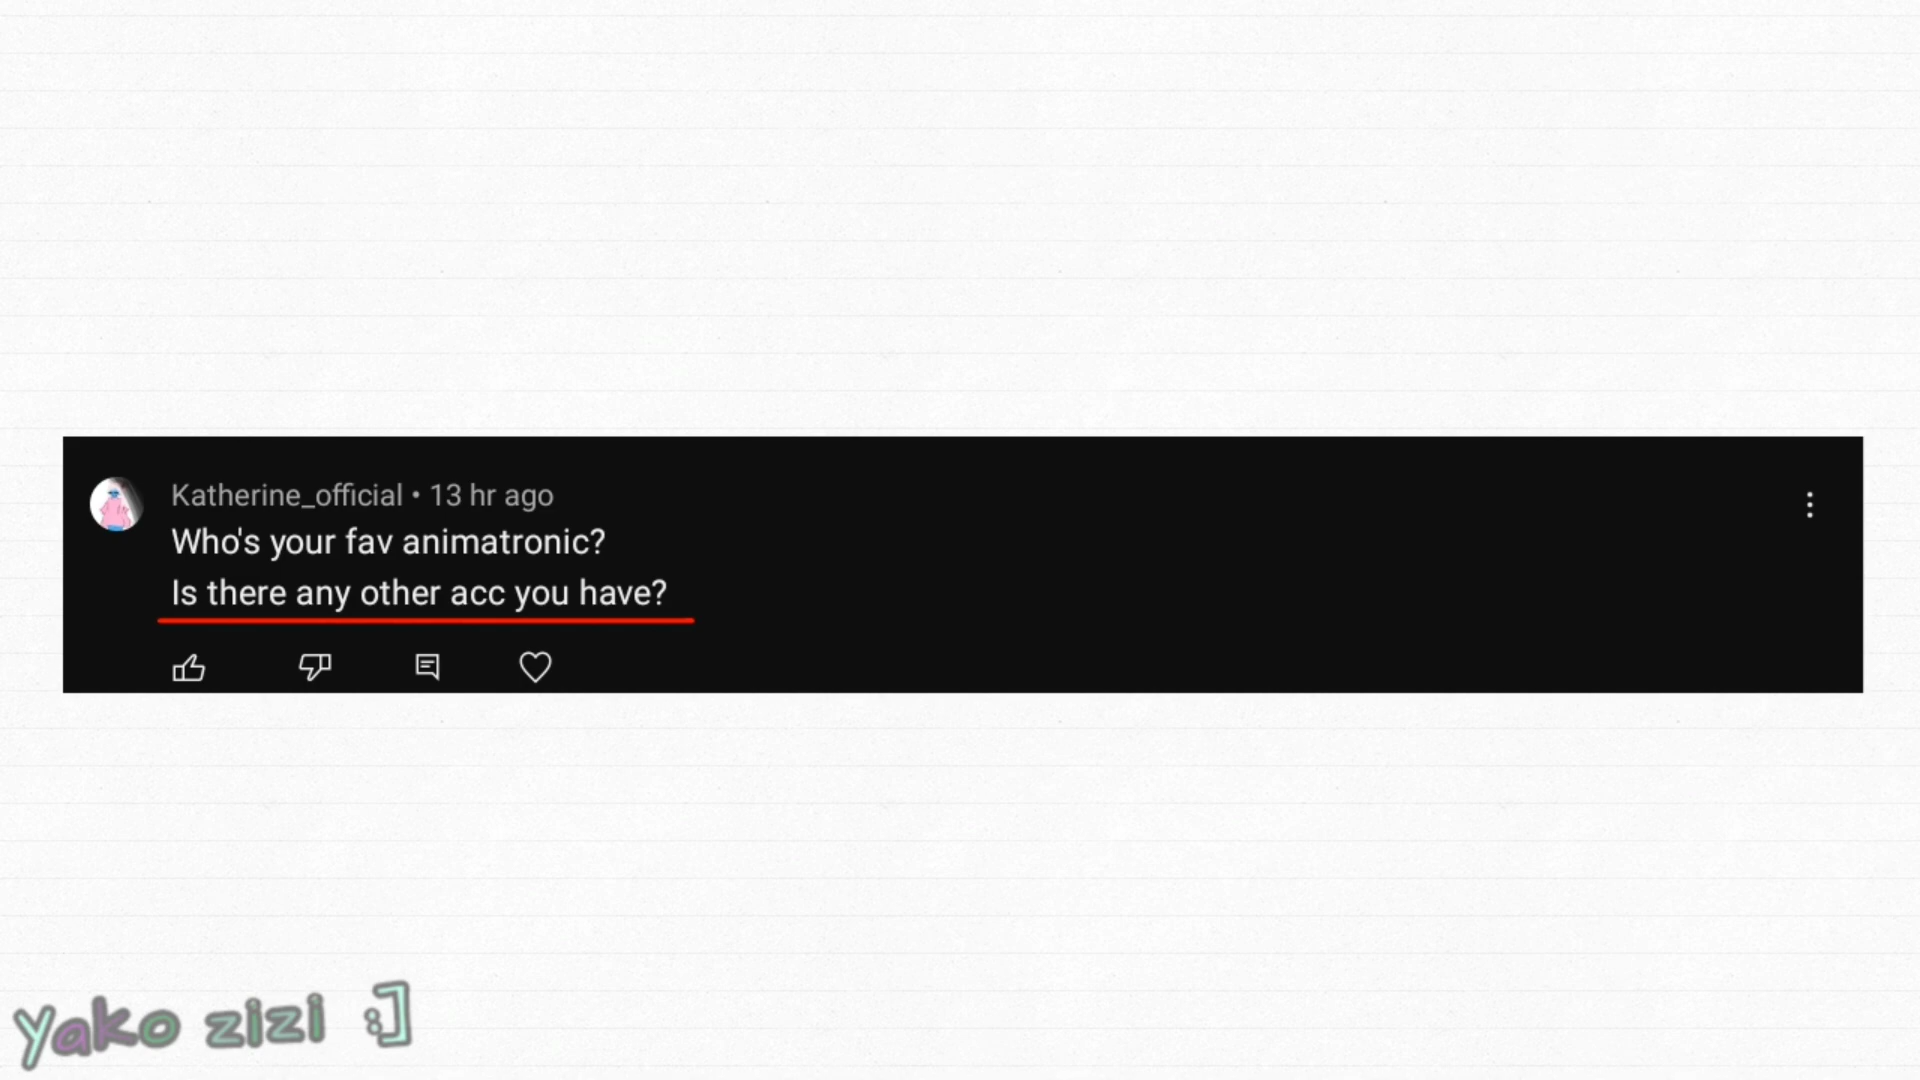 Katherine_official • 13 hr ago
Who's your fav animatronic?
Is there any other acc you have?
Yako zizi :]